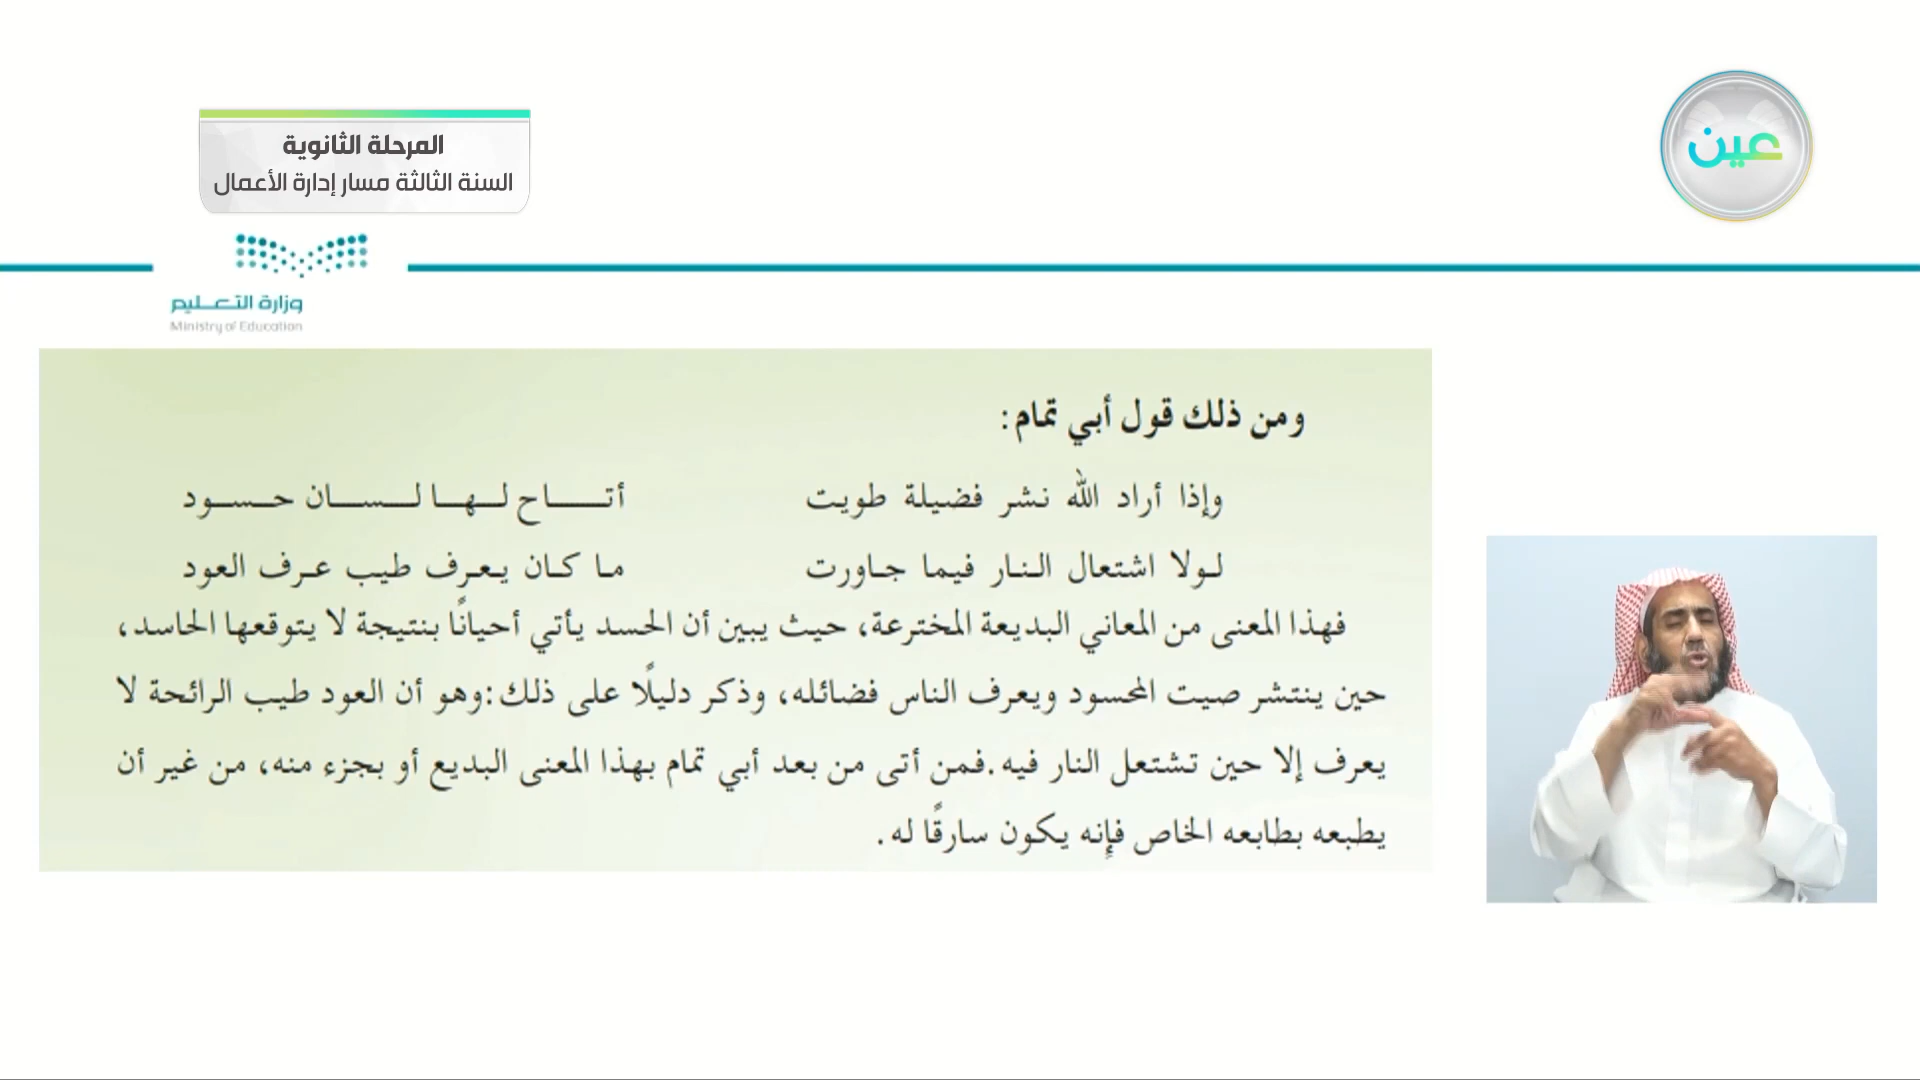 المرحلة الثانوية
السنة الثالثة مسار إدارة الأعمال
عين
وزارة التعليم
Ministry of Education
ومن ذلك قول أبي تمام:
وإذا أراد الله نشر فضيلة طويت أتاح لها لسان حسود
لولا اشتعال النار فيما جاورت ما كان يعرف طيب عرف العود
فهذا المعنى من المعاني البديعة المخترعة، حيث يبين أن الحسد يأتي أحيانًا بنتيجة لا يتوقعها الحاسد،
حين ينتشر صيت المحسود ويعرف الناس فضائله، وذكر دليلًا على ذلك:وهو أن العود طيب الرائحة لا
يعرف إلا حين تشتعل النار فيه.فمن أتى من بعد أبي تمام بهذا المعنى البديع أو بجزء منه، من غير أن
يطبعه بطابعه الخاص فإِنه يكون سارقًا له.